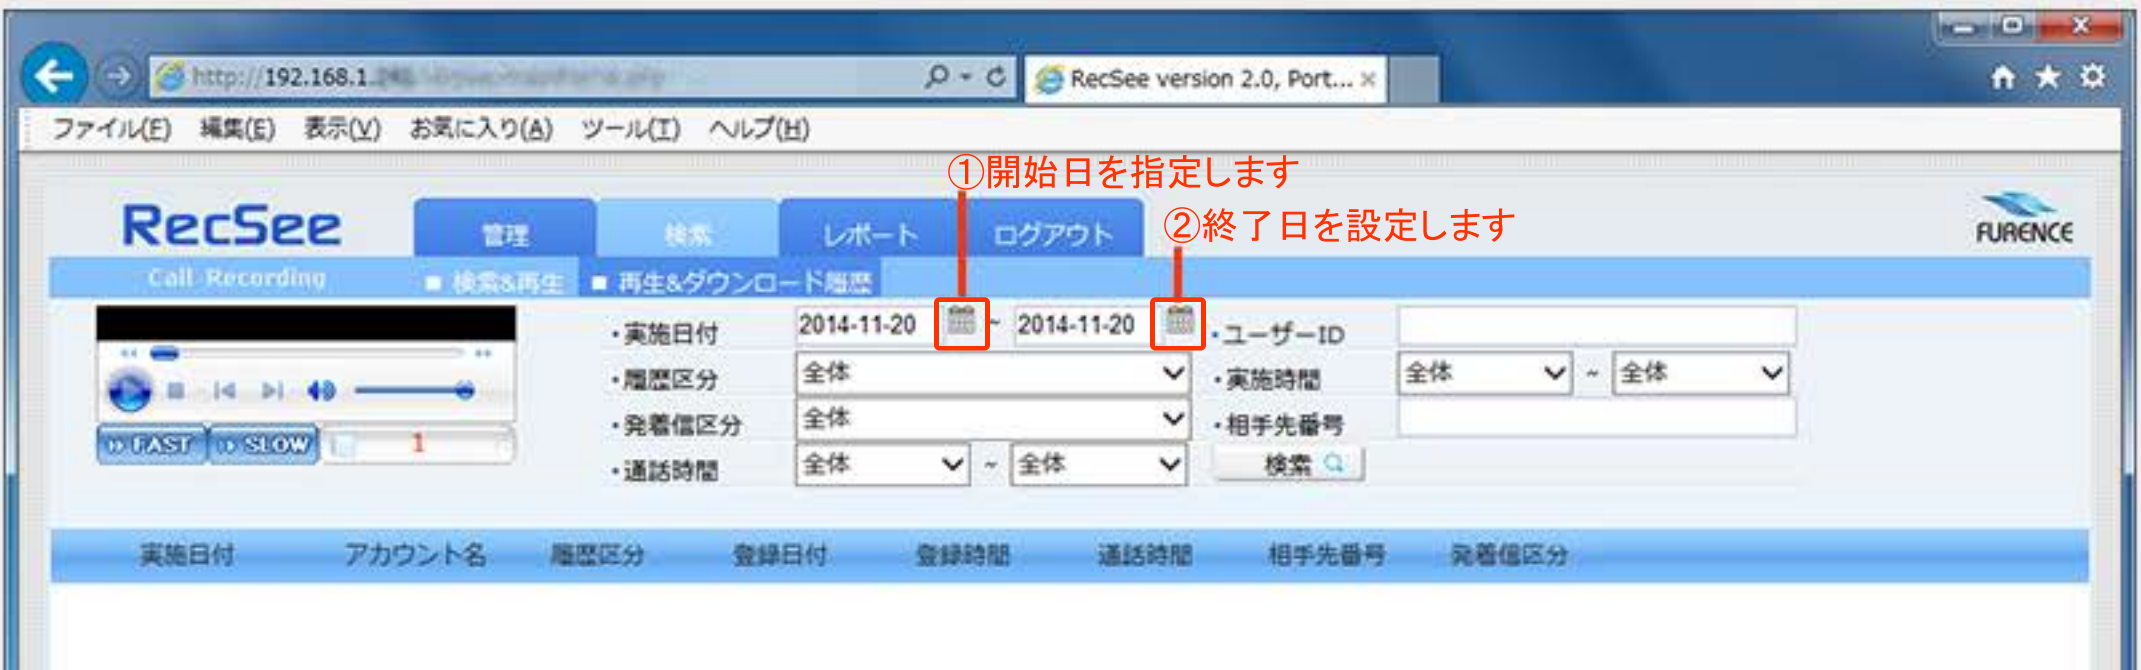 http://192.168.1.
RecSee version 2.0, Port...
ファイル(F) 編集(E) 表示(V) お気に入り(A) ツール(T) ヘルプ(H)
①開始日を指定します
②終了日を設定します
RecSee 管理 検索 レポート ログアウト FURENCE
Call Recording ■ 検索&再生 ■ 再生&ダウンロード履歴
・実施日付 2014-11-20 ~ 2014-11-20 ・ユーザーID
・履歴区分 全体 ・実施時間 全体 ~ 全体
・発着信区分 全体 ・相手先番号
FAST SLOW 1
・通話時間 全体 ~ 全体 検索
実施日付 アカウント名 履歴区分 登録日付 登録時間 通話時間 相手先番号 発着信区分